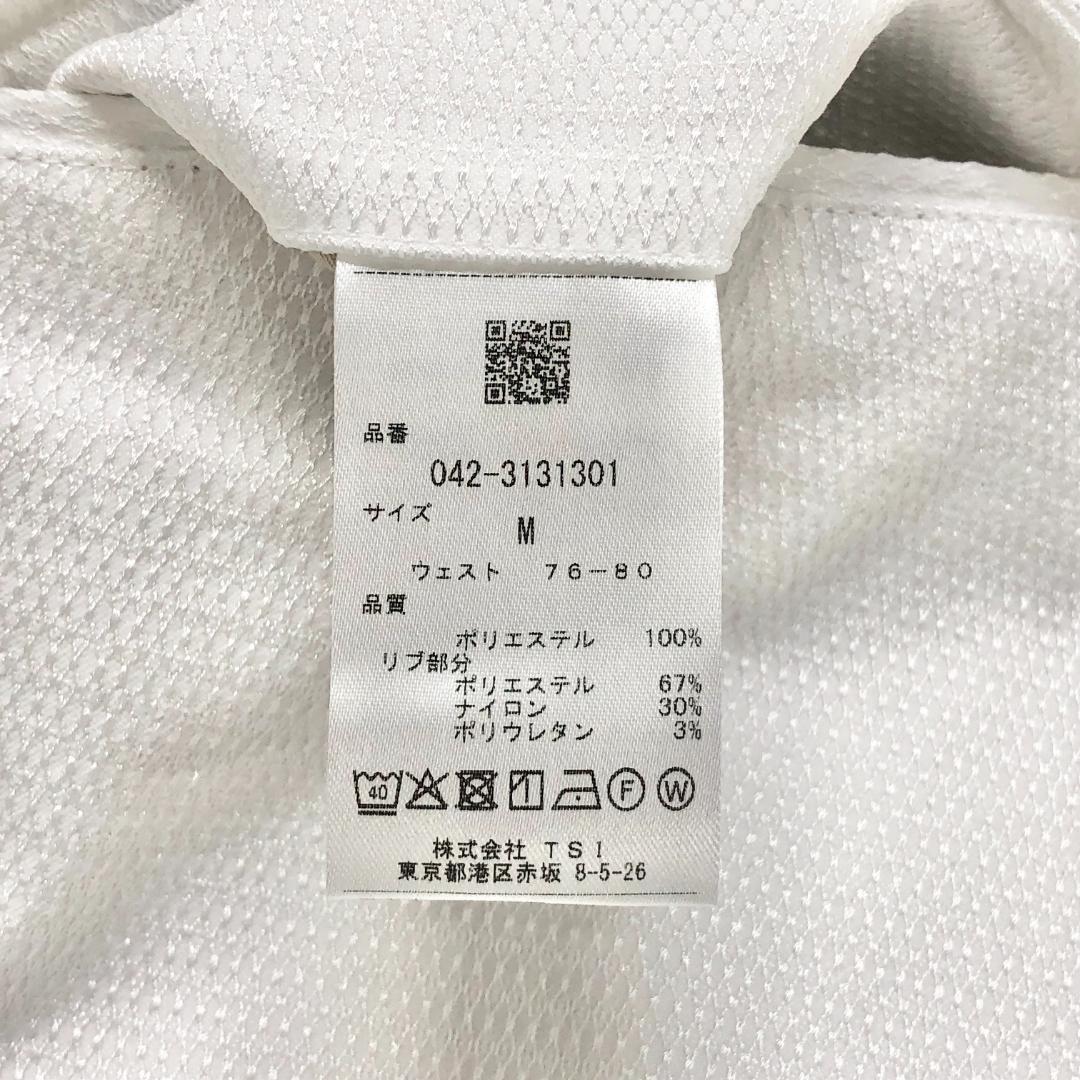 品番
042-3131301
サイズ
M
ウェスト 76-80
品質
ポリエステル 100%
リブ部分
ポリエステル 67%
ナイロン 30%
ポリウレタン 3%
40 F W
株式会社 TSI
東京都港区赤坂 8-5-26